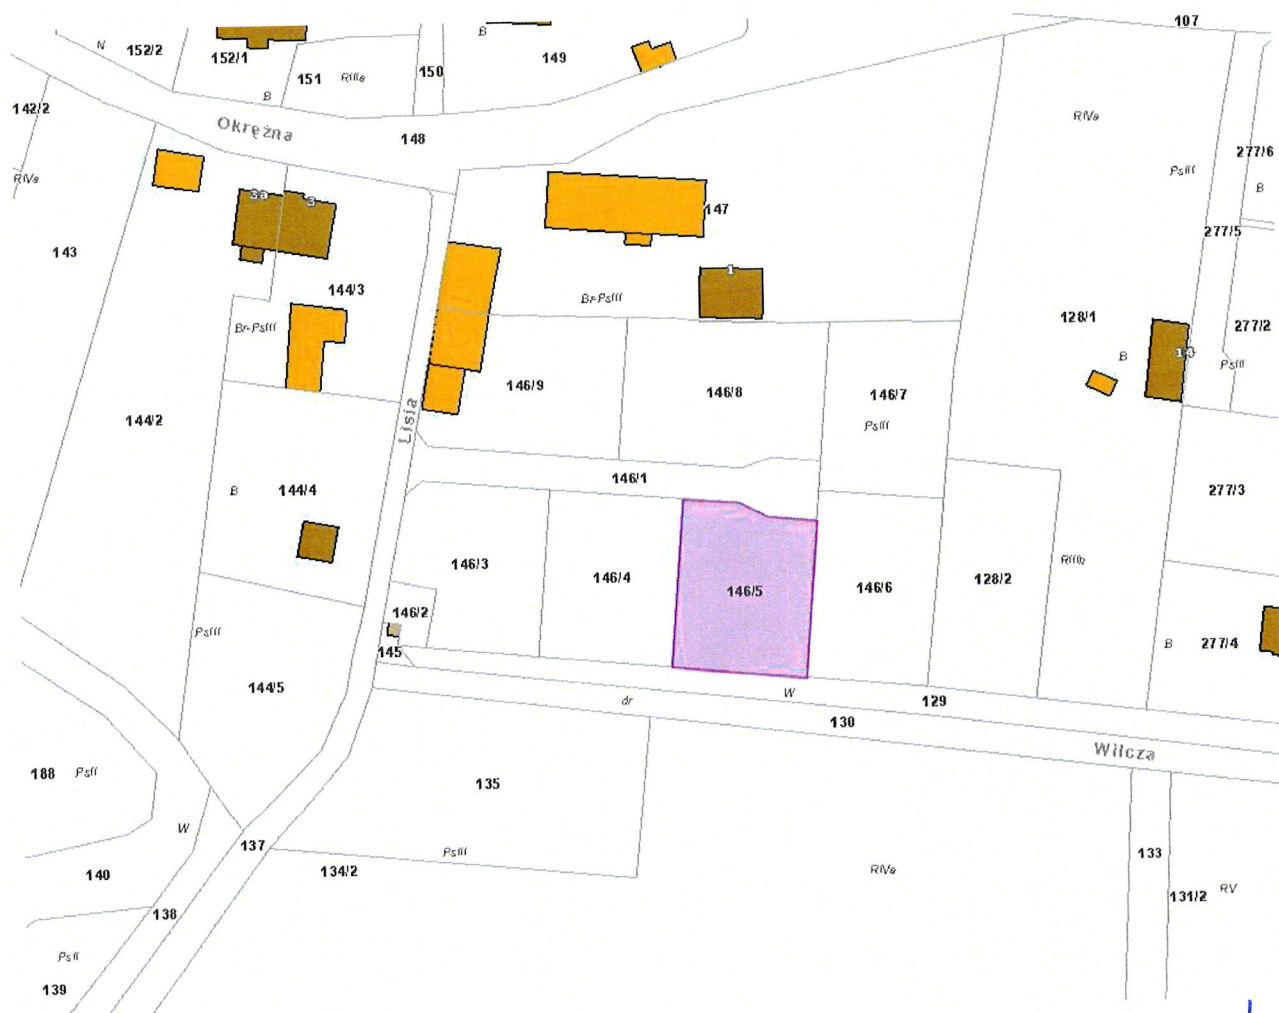 107
N
152/2
152/1
B
151
RIIIa
150
B
149
142/2
Okrężna
148
RIVa
277/6
RIVa
PsIII
B
3a
3
147
277/5
143
1
144/3
Br-PsIII
Br-PsIII
128/1
277/2
B
14
PsIII
146/9
146/8
146/7
PsIII
144/2
Lisia
B
144/4
146/1
277/3
146/3
146/4
146/5
146/6
128/2
RIIIb
146/2
PsIII
145
B
277/4
144/5
W
dr
129
130
Wilcza
188
PsII
135
W
137
PsIII
134/2
RIVa
133
140
131/2
RV
138
PsII
139